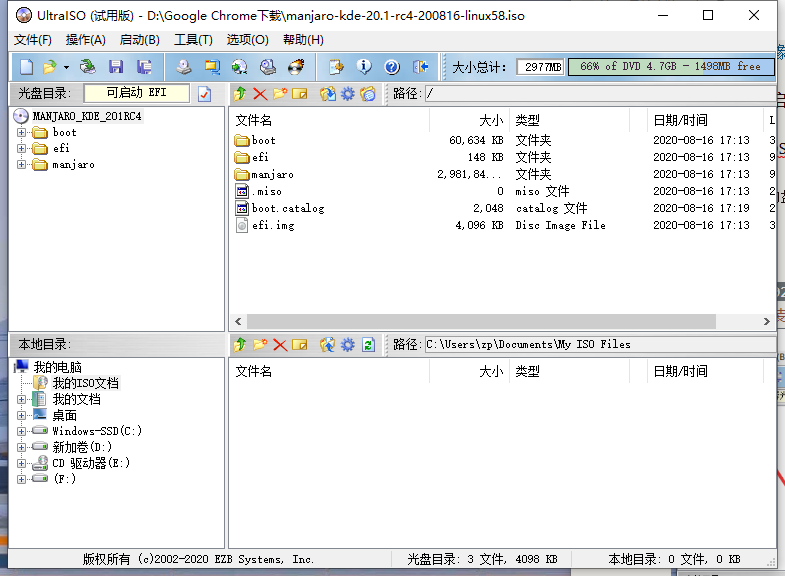 UltraISO (试用版) - D:\Google Chrome下载\manjaro-kde-20.1-rc4-200816-linux58.iso
文件(F) 操作(A) 启动(B) 工具(T) 选项(O) 帮助(H)
大小总计: 2977MB 66% of DVD 4.7GB - 1498MB free
光盘目录: 可启动 EFI 路径: /
MANJARO_KDE_201RC4
boot
efi
manjaro
文件名 大小 类型 日期/时间 L
boot 60,634 KB 文件夹 2020-08-16 17:13 3
efi 148 KB 文件夹 2020-08-16 17:13 9
manjaro 2,981,84... 文件夹 2020-08-16 17:13 9
.miso 0 miso 文件 2020-08-16 17:13 2
boot.catalog 2,048 catalog 文件 2020-08-16 17:19 2
efi.img 4,096 KB Disc Image File 2020-08-16 17:13 3
本地目录: 路径: C:\Users\zp\Documents\My ISO Files
我的电脑
我的ISO文档
我的文档
桌面
Windows-SSD(C:)
新加卷(D:)
CD 驱动器(E:)
(F:)
文件名 大小 类型 日期/时间
版权所有 (c)2002-2020 EZB Systems, Inc. 光盘目录: 3 文件, 4098 KB 本地目录: 0 文件, 0 KB